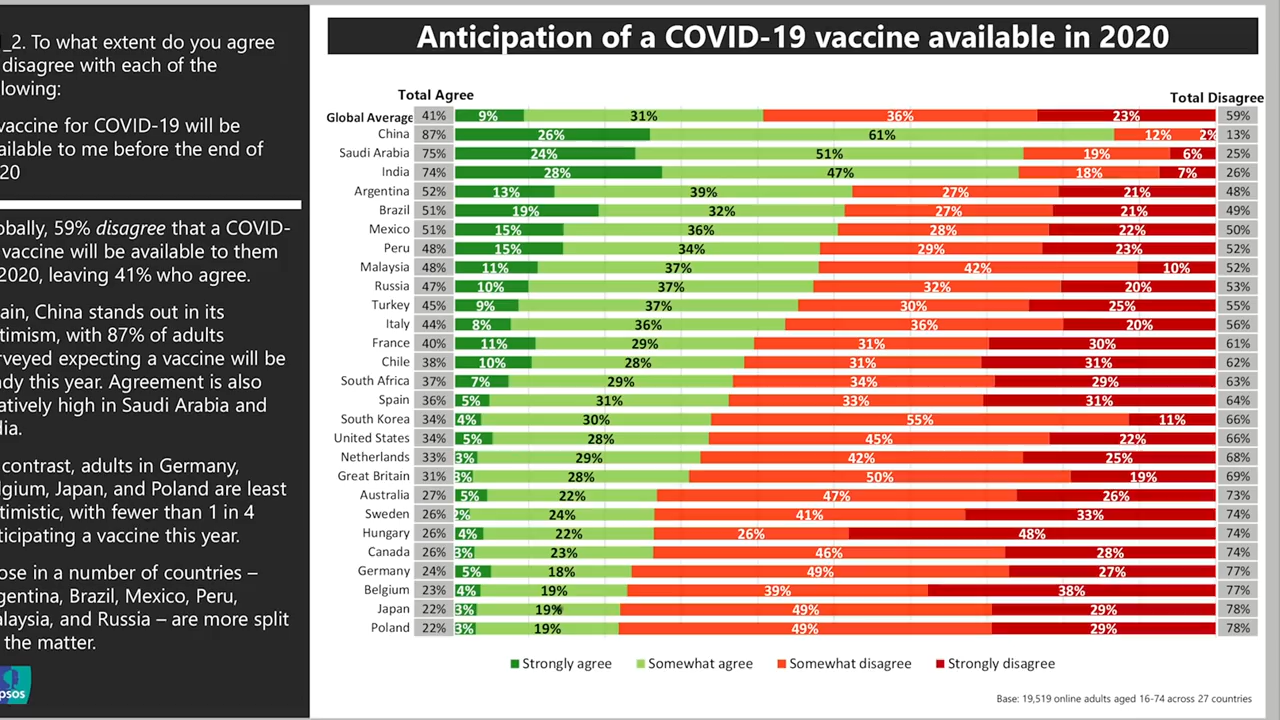 _2. To what extent do you agree
disagree with each of the
lowing:
vaccine for COVID-19 will be
ailable to me before the end of
20
obally, 59% disagree that a COVID-
vaccine will be available to them
2020, leaving 41% who agree.
ain, China stands out in its
timism, with 87% of adults
rveyed expecting a vaccine will be
dy this year. Agreement is also
atively high in Saudi Arabia and
dia.
contrast, adults in Germany,
lgium, Japan, and Poland are least
timistic, with fewer than 1 in 4
ticipating a vaccine this year.
ose in a number of countries –
gentina, Brazil, Mexico, Peru,
alaysia, and Russia – are more split
the matter.
psos
Anticipation of a COVID-19 vaccine available in 2020
Total Agree Total Disagree
Global Average 41% 9% 31% 36% 23% 59%
China 87% 26% 61% 12% 2% 13%
Saudi Arabia 75% 24% 51% 19% 6% 25%
India 74% 28% 47% 18% 7% 26%
Argentina 52% 13% 39% 27% 21% 48%
Brazil 51% 19% 32% 27% 21% 49%
Mexico 51% 15% 36% 28% 22% 50%
Peru 48% 15% 34% 29% 23% 52%
Malaysia 48% 11% 37% 42% 10% 52%
Russia 47% 10% 37% 32% 20% 53%
Turkey 45% 9% 37% 30% 25% 55%
Italy 44% 8% 36% 36% 20% 56%
France 40% 11% 29% 31% 30% 61%
Chile 38% 10% 28% 31% 31% 62%
South Africa 37% 7% 29% 34% 29% 63%
Spain 36% 5% 31% 33% 31% 64%
South Korea 34% 4% 30% 55% 11% 66%
United States 34% 5% 28% 45% 22% 66%
Netherlands 33% 3% 29% 42% 25% 68%
Great Britain 31% 3% 28% 50% 19% 69%
Australia 27% 5% 22% 47% 26% 73%
Sweden 26% 2% 24% 41% 33% 74%
Hungary 26% 4% 22% 26% 48% 74%
Canada 26% 3% 23% 46% 28% 74%
Germany 24% 5% 18% 49% 27% 77%
Belgium 23% 4% 19% 39% 38% 77%
Japan 22% 3% 19% 49% 29% 78%
Poland 22% 3% 19% 49% 29% 78%
Strongly agree Somewhat agree Somewhat disagree Strongly disagree
Base: 19,519 online adults aged 16-74 across 27 countries